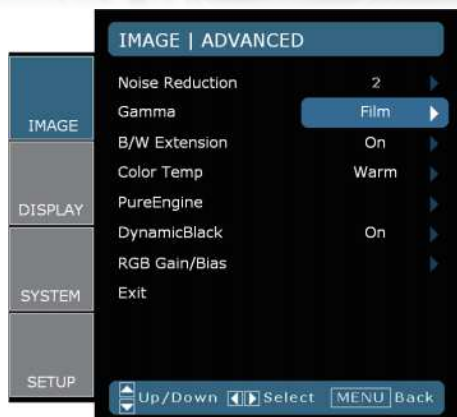 IMAGE | ADVANCED
IMAGE
DISPLAY
SYSTEM
SETUP
Noise Reduction 2
Gamma Film
B/W Extension On
Color Temp Warm
PureEngine
DynamicBlack On
RGB Gain/Bias
Exit
Up/Down Select MENU Back